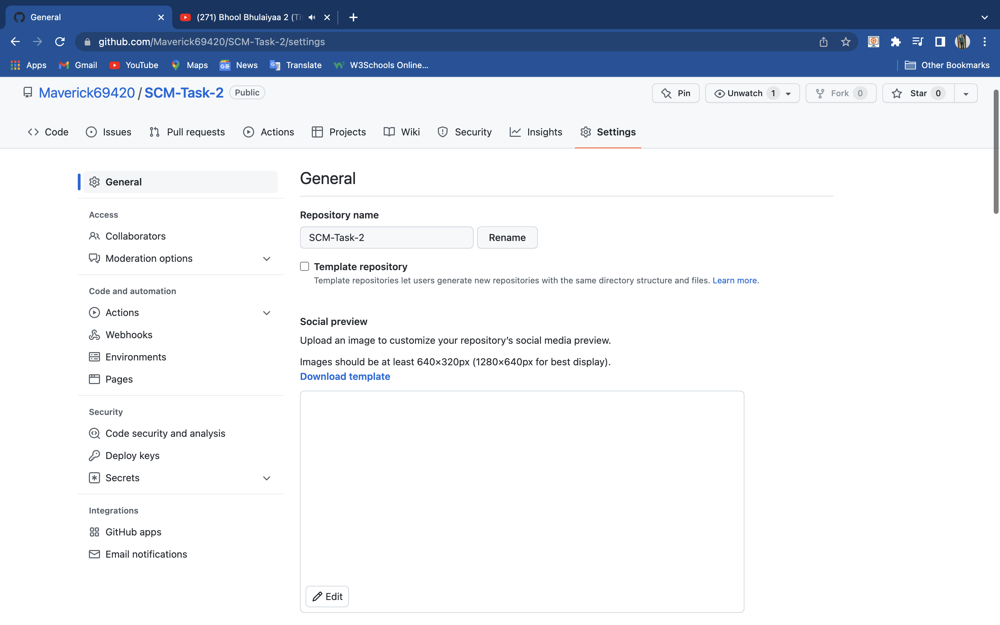 General
(271) Bhool Bhulaiyaa 2 (Tit
github.com/Maverick69420/SCM-Task-2/settings
Apps Gmail YouTube Maps News Translate W3Schools Online... Other Bookmarks
Maverick69420 / SCM-Task-2 Public Pin Unwatch 1 Fork 0 Star 0
Code Issues Pull requests Actions Projects Wiki Security Insights Settings
General
Access
Collaborators
Moderation options
Code and automation
Actions
Webhooks
Environments
Pages
Security
Code security and analysis
Deploy keys
Secrets
Integrations
GitHub apps
Email notifications
General
Repository name
SCM-Task-2 Rename
Template repository
Template repositories let users generate new repositories with the same directory structure and files. Learn more.
Social preview
Upload an image to customize your repository’s social media preview.
Images should be at least 640×320px (1280×640px for best display).
Download template
Edit